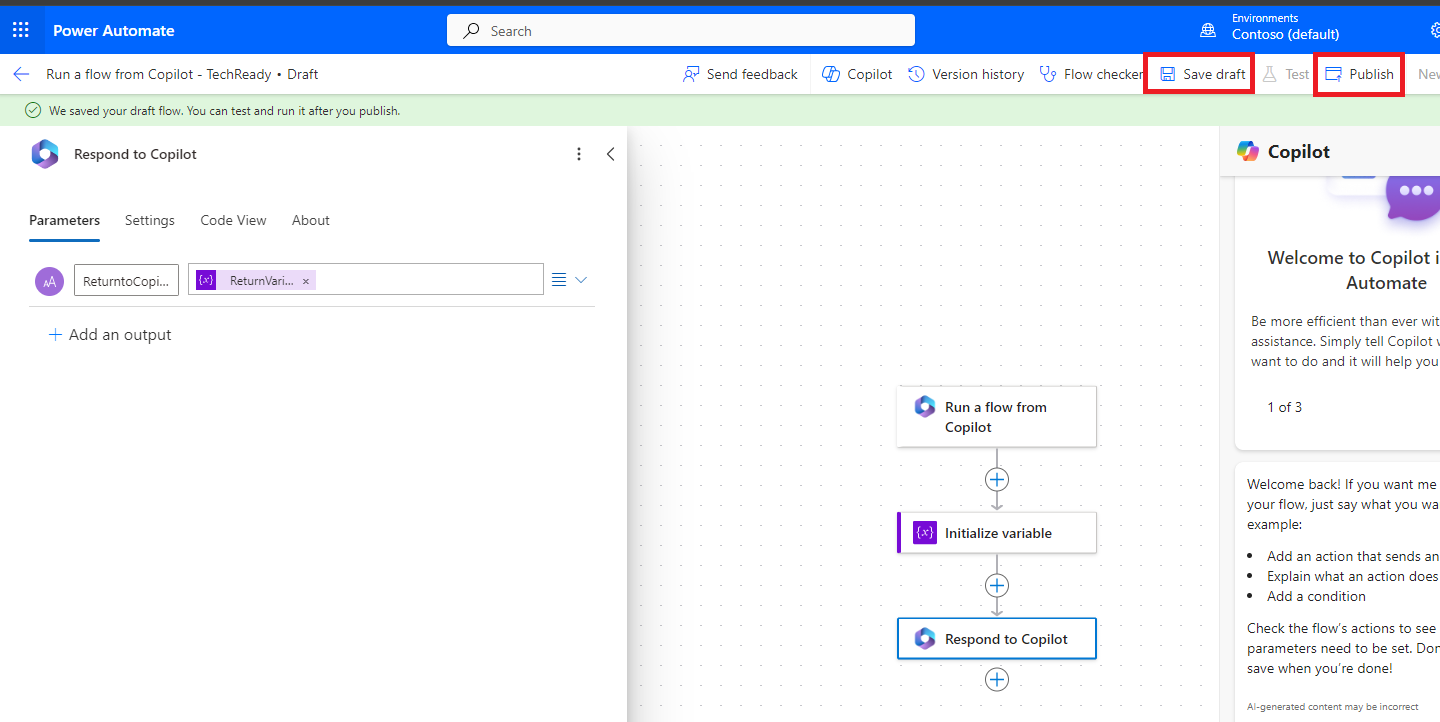 Power Automate
Search
Environments
Contoso (default)
Run a flow from Copilot - TechReady • Draft
Send feedback
Copilot
Version history
Flow checker
Save draft
Test
Publish
New
We saved your draft flow. You can test and run it after you publish.
Respond to Copilot
Parameters
Settings
Code View
About
ReturntoCopi...
{x}
ReturnVari... ×
Add an output
Run a flow from
Copilot
{x}
Initialize variable
Respond to Copilot
Copilot
Welcome to Copilot i
Automate
Be more efficient than ever wit
assistance. Simply tell Copilot
want to do and it will help you
1 of 3
Welcome back! If you want me
your flow, just say what you wa
example:
• Add an action that sends an
• Explain what an action does
• Add a condition
Check the flow's actions to see
parameters need to be set. Don
save when you're done!
AI-generated content may be incorrect